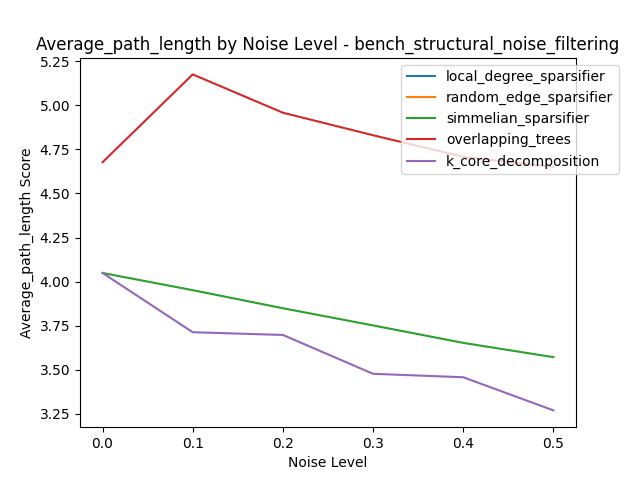 Average_path_length by Noise Level - bench_structural_noise_filtering
Average_path_length Score
5.25
5.00
4.75
4.50
4.25
4.00
3.75
3.50
3.25
local_degree_sparsifier
random_edge_sparsifier
simmelian_sparsifier
overlapping_trees
k_core_decomposition
0.0 0.1 0.2 0.3 0.4 0.5
Noise Level